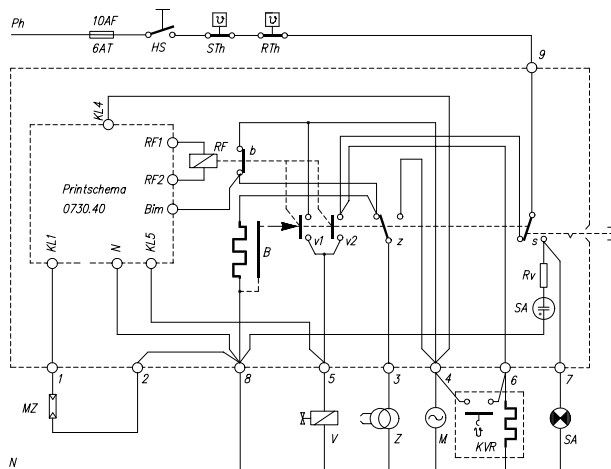 Ph
10AF
6AT
HS
STh
RTh
9
KL4
RF1
RF
b
RF2
Printschema
0730.40
Bim
KL1
N
KL5
B
v1
v2
z
s
Rv
SA
1
2
8
5
3
4
6
7
MZ
V
Z
M
KVR
SA
N